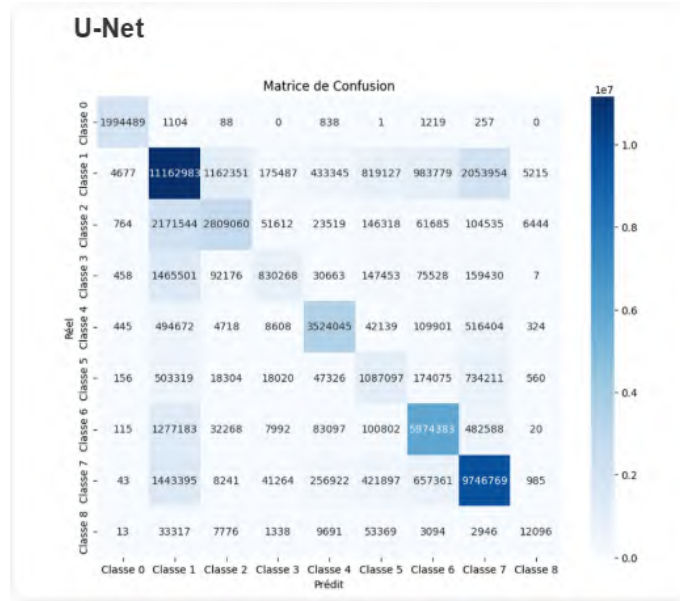 U-Net
Matrice de Confusion
1e7
Classe 0 1994489 1104 88 0 838 1 1219 257 0
Classe 1 4677 11162983 1162351 175487 433345 819127 983779 2053954 5215
Classe 2 764 2171544 2809060 51612 23519 146318 61685 104535 6444
Classe 3 458 1465501 92176 830268 30663 147453 75528 159430 7
Classe 4 445 494672 4718 8608 3524045 42139 109901 516404 324
Classe 5 156 503319 18304 18020 47326 1087097 174075 734211 560
Classe 6 115 1277183 32268 7992 83097 100802 5974383 482588 20
Classe 7 43 1443395 8241 41264 256922 421897 657361 9746769 985
Classe 8 13 33317 7776 1338 9691 53369 3094 2946 12096
Réel
Classe 0 Classe 1 Classe 2 Classe 3 Classe 4 Classe 5 Classe 6 Classe 7 Classe 8
Prédit
1.0
0.8
0.6
0.4
0.2
0.0